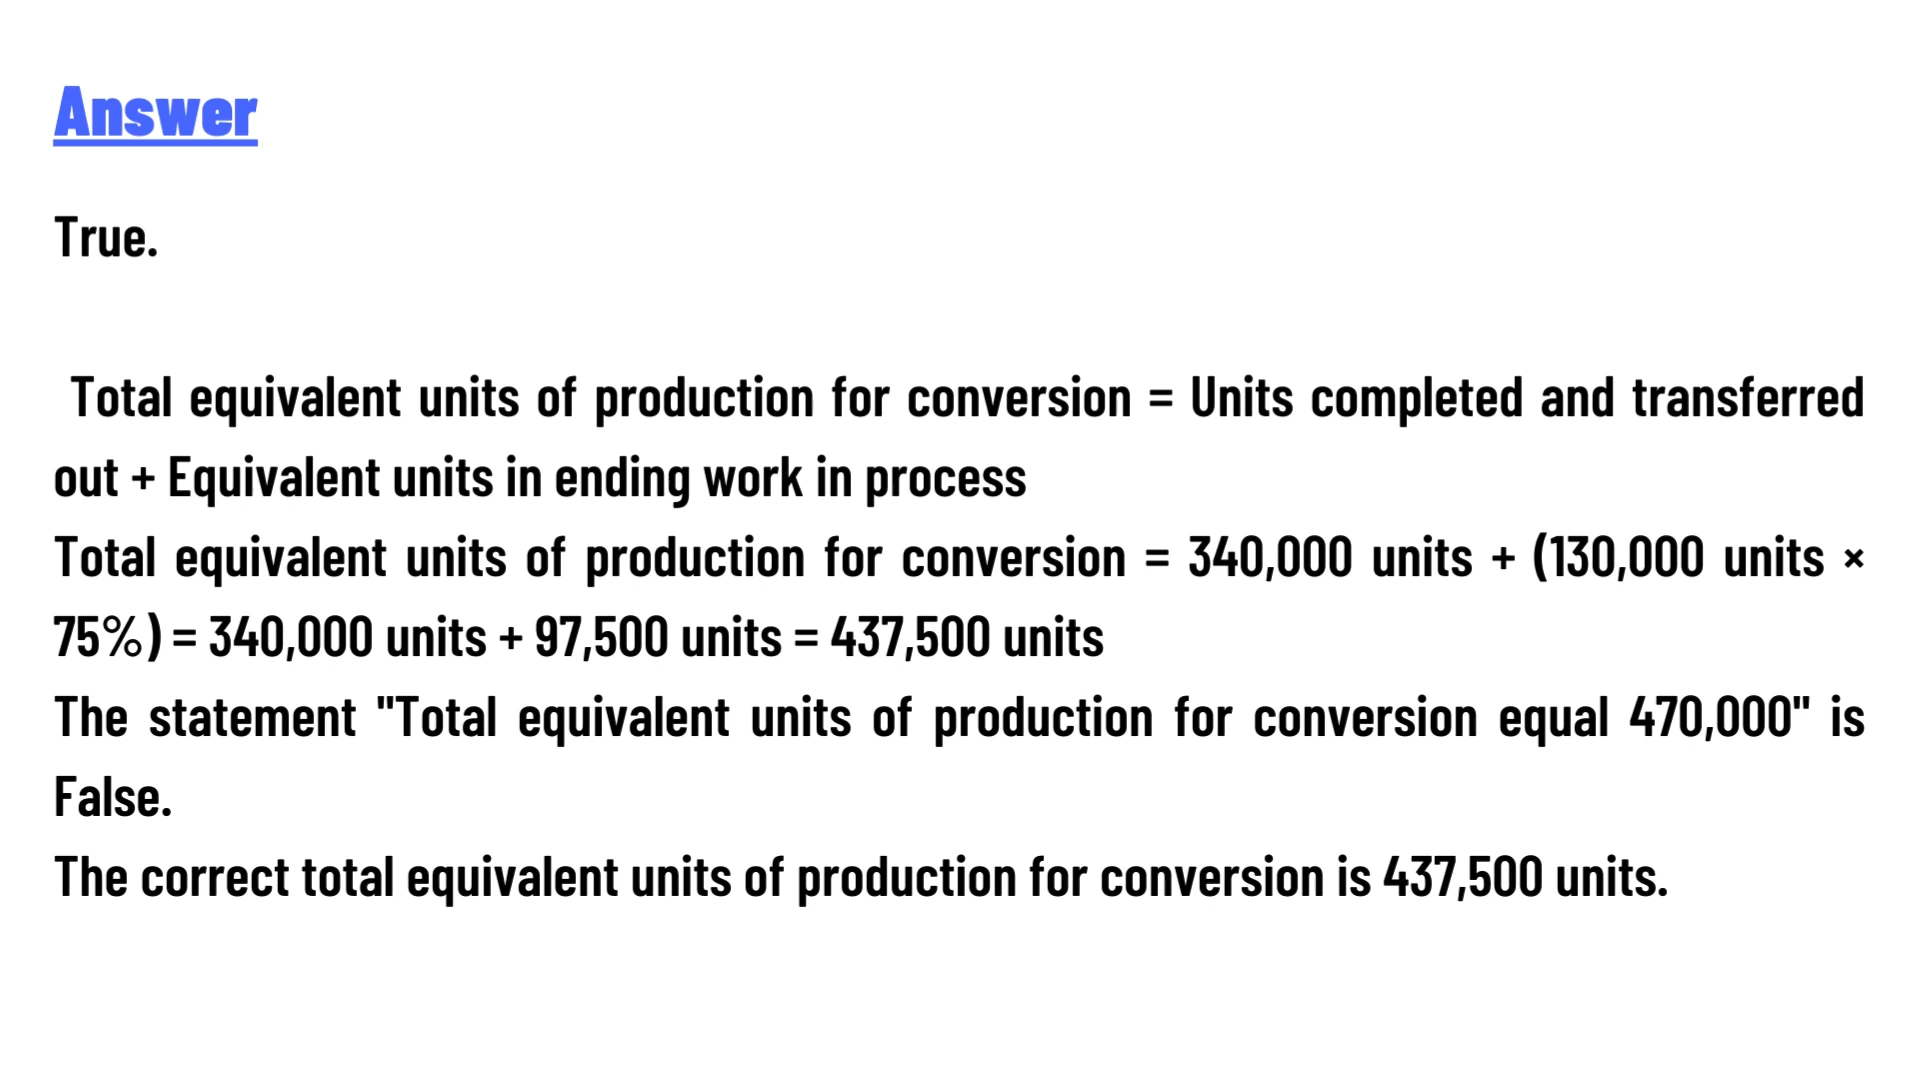 Answer
True.
Total equivalent units of production for conversion = Units completed and transferred
out + Equivalent units in ending work in process
Total equivalent units of production for conversion = 340,000 units + (130,000 units ×
75%) = 340,000 units + 97,500 units = 437,500 units
The statement "Total equivalent units of production for conversion equal 470,000" is
False.
The correct total equivalent units of production for conversion is 437,500 units.